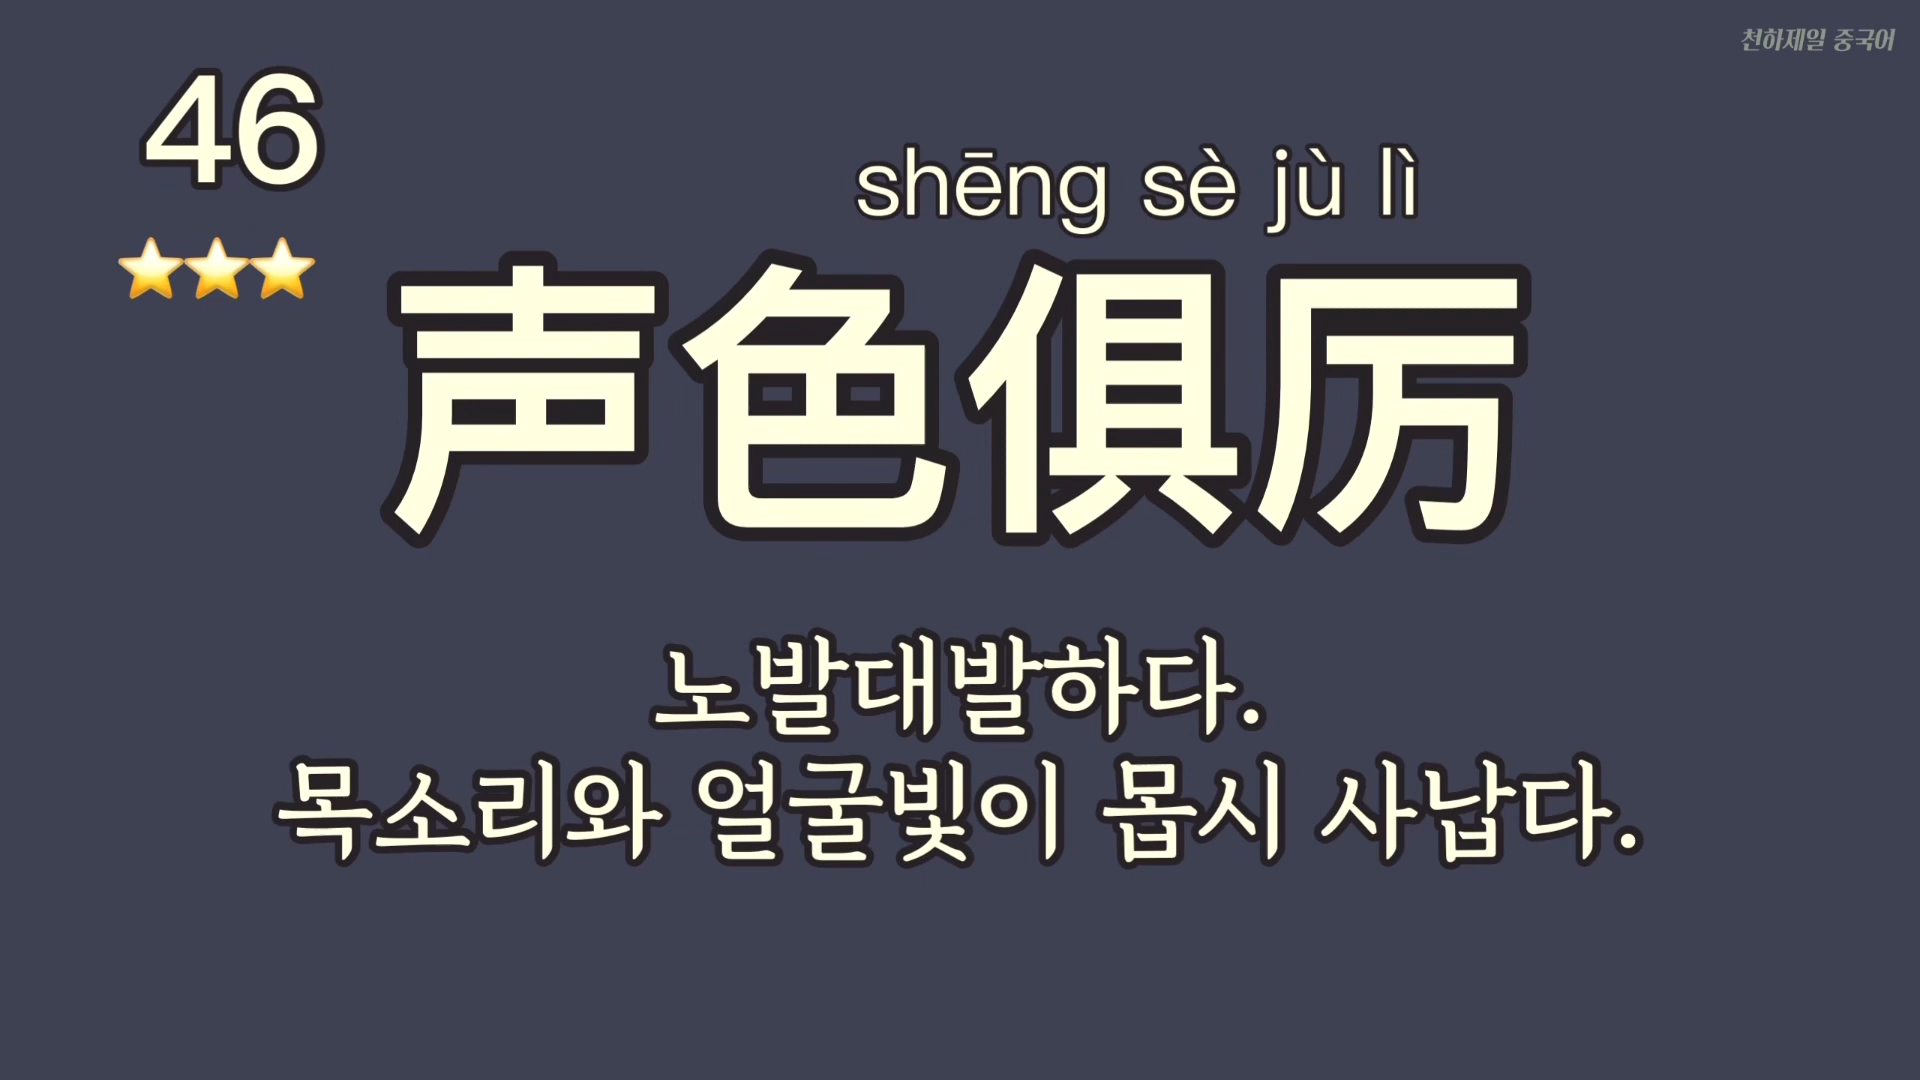 천하제일 중국어
46
⭐⭐⭐
shēng sè jù lì
声色俱厉
노발대발하다.
목소리와 얼굴빛이 몹시 사납다.